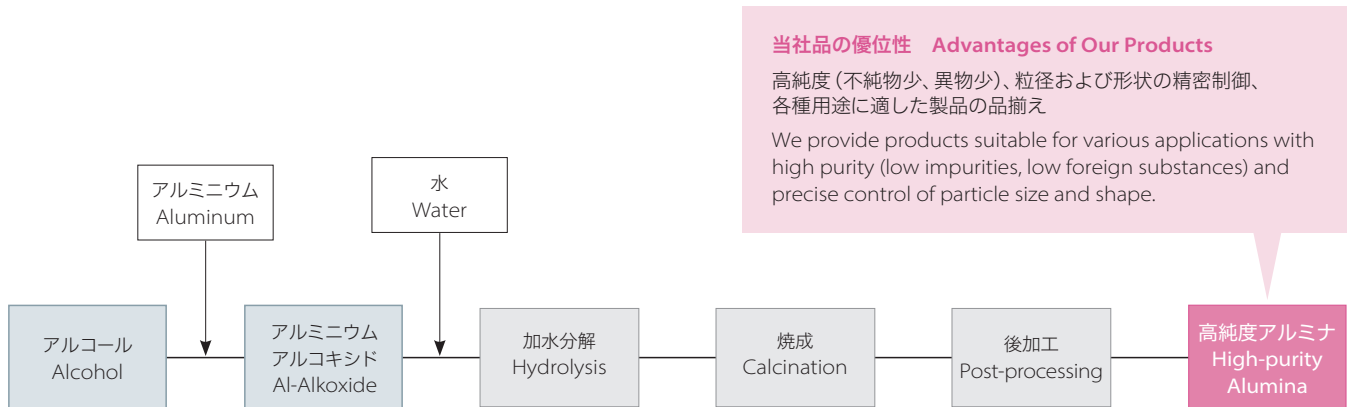 当社品の優位性　Advantages of Our Products
高純度（不純物少、異物少）、粒径および形状の精密制御、
各種用途に適した製品の品揃え
We provide products suitable for various applications with
high purity (low impurities, low foreign substances) and
precise control of particle size and shape.
アルミニウム
Aluminum
水
Water
アルコール
Alcohol
アルミニウム
アルコキシド
Al-Alkoxide
加水分解
Hydrolysis
焼成
Calcination
後加工
Post-processing
高純度アルミナ
High-purity
Alumina